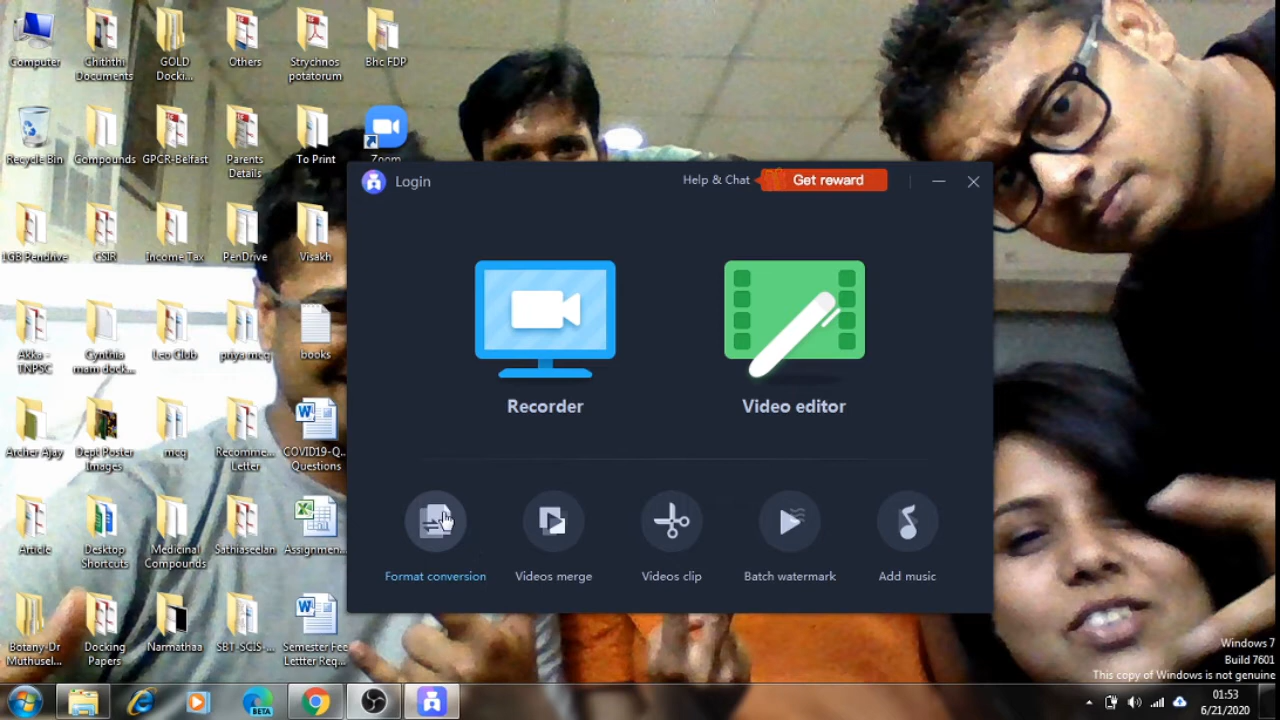 Computer
Chiththi
Documents
GOLD
Docki...
Others
Strychnos
potatorum
Bhc FDP
Recycle Bin
Compounds
GPCR-Belfast
Parents
Details
To Print
Zoom
1GB Pendrive
CSIR
Income Tax
PenDrive
Visakh
Akka -
TNPSC
Cynthia
mam dock...
Leo Club
priya mcq
books
Archer Ajay
Dept Poster
Images
mcq
Recomme...
Letter
COVID19-Q...
Questions
Article
Desktop
Shortcuts
Medicinal
Compounds
Sathiaseelan
Assignmen...
Botany-Dr
Muthusel...
Docking
Papers
Narmathaa
SBT-SCIS-...
Semester Fee
Lettter Req...
Login
Help & Chat
Get reward
Recorder
Video editor
Format conversion
Videos merge
Videos clip
Batch watermark
Add music
Windows 7
Build 7601
This copy of Windows is not genuine
BETA
01:53
6/21/2020